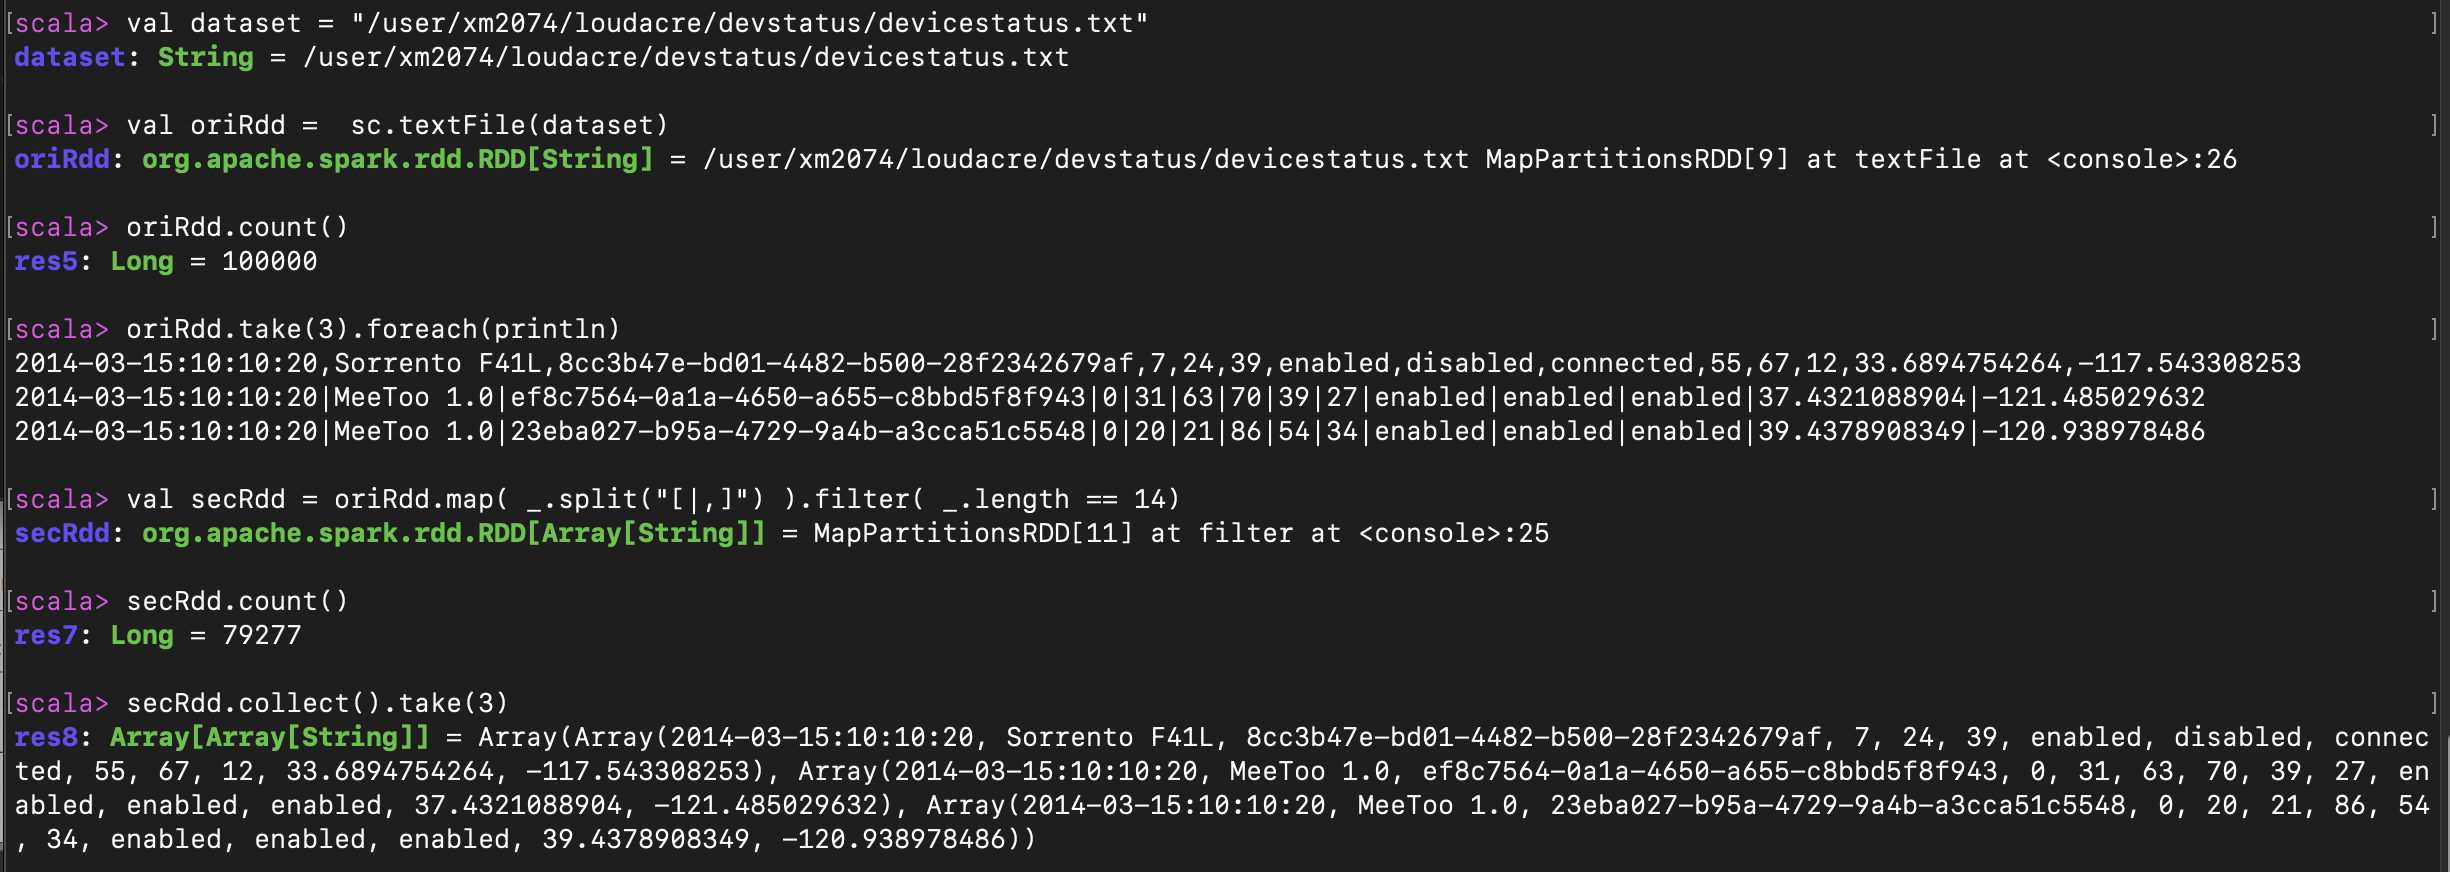 [scala> val dataset = "/user/xm2074/loudacre/devstatus/devicestatus.txt" ]
dataset: String = /user/xm2074/loudacre/devstatus/devicestatus.txt
[scala> val oriRdd =  sc.textFile(dataset) ]
oriRdd: org.apache.spark.rdd.RDD[String] = /user/xm2074/loudacre/devstatus/devicestatus.txt MapPartitionsRDD[9] at textFile at <console>:26
[scala> oriRdd.count() ]
res5: Long = 100000
[scala> oriRdd.take(3).foreach(println) ]
2014-03-15:10:10:20,Sorrento F41L,8cc3b47e-bd01-4482-b500-28f2342679af,7,24,39,enabled,disabled,connected,55,67,12,33.6894754264,-117.543308253
2014-03-15:10:10:20|MeeToo 1.0|ef8c7564-0a1a-4650-a655-c8bbd5f8f943|0|31|63|70|39|27|enabled|enabled|enabled|37.4321088904|-121.485029632
2014-03-15:10:10:20|MeeToo 1.0|23eba027-b95a-4729-9a4b-a3cca51c5548|0|20|21|86|54|34|enabled|enabled|enabled|39.4378908349|-120.938978486
[scala> val secRdd = oriRdd.map( _.split("[|,]") ).filter( _.length == 14) ]
secRdd: org.apache.spark.rdd.RDD[Array[String]] = MapPartitionsRDD[11] at filter at <console>:25
[scala> secRdd.count() ]
res7: Long = 79277
[scala> secRdd.collect().take(3) ]
res8: Array[Array[String]] = Array(Array(2014-03-15:10:10:20, Sorrento F41L, 8cc3b47e-bd01-4482-b500-28f2342679af, 7, 24, 39, enabled, disabled, connec
ted, 55, 67, 12, 33.6894754264, -117.543308253), Array(2014-03-15:10:10:20, MeeToo 1.0, ef8c7564-0a1a-4650-a655-c8bbd5f8f943, 0, 31, 63, 70, 39, 27, en
abled, enabled, enabled, 37.4321088904, -121.485029632), Array(2014-03-15:10:10:20, MeeToo 1.0, 23eba027-b95a-4729-9a4b-a3cca51c5548, 0, 20, 21, 86, 54
, 34, enabled, enabled, enabled, 39.4378908349, -120.938978486))